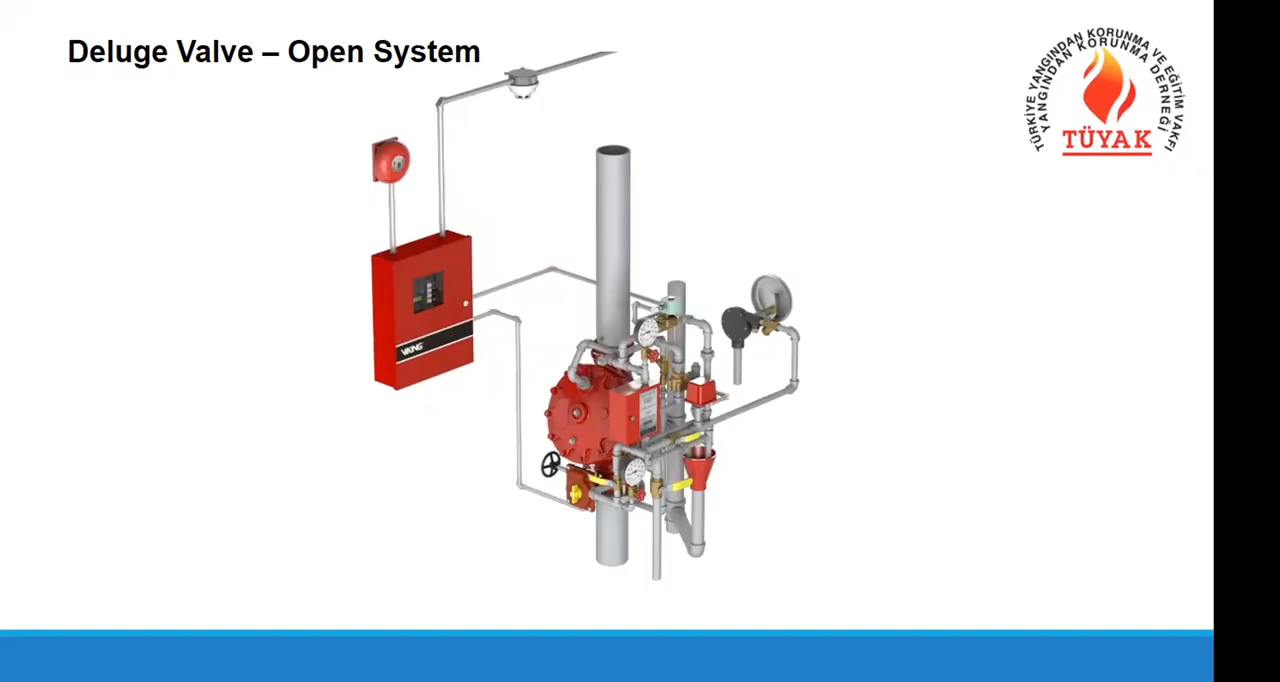 Deluge Valve – Open System
TÜRKİYE YANGINDAN KORUNMA VE EĞİTİM VAKFI
YANGINDAN KORUNMA DERNEĞİ
TÜYAK
VIKING